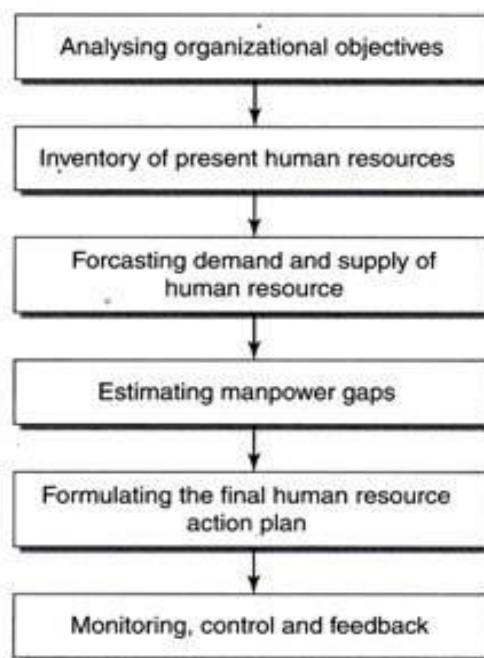 Analysing organizational objectives
Inventory of present human resources
Forcasting demand and supply of
human resource
Estimating manpower gaps
Formulating the final human resource
action plan
Monitoring, control and feedback